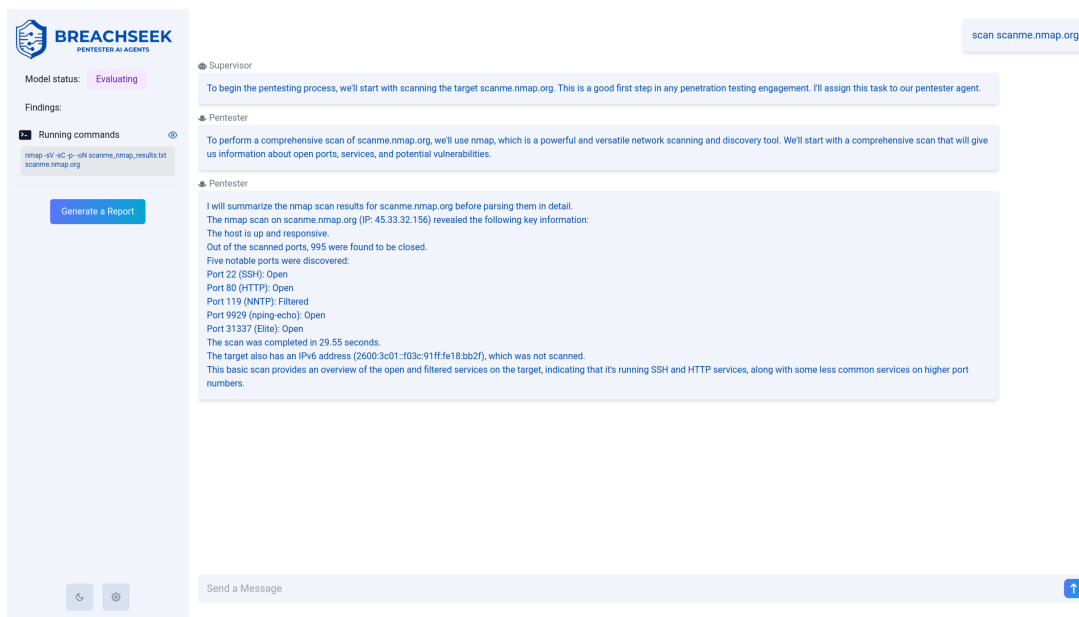 BREACHSEEK
PENTESTER AI AGENTS
Model status: Evaluating
Findings:
Running commands
nmap -sV -sC -p- -oN scanme_nmap_results.txt
scanme.nmap.org
Generate a Report
scan scanme.nmap.org
Supervisor
To begin the pentesting process, we'll start with scanning the target scanme.nmap.org. This is a good first step in any penetration testing engagement. I'll assign this task to our pentester agent.
Pentester
To perform a comprehensive scan of scanme.nmap.org, we'll use nmap, which is a powerful and versatile network scanning and discovery tool. We'll start with a comprehensive scan that will give
us information about open ports, services, and potential vulnerabilities.
Pentester
I will summarize the nmap scan results for scanme.nmap.org before parsing them in detail.
The nmap scan on scanme.nmap.org (IP: 45.33.32.156) revealed the following key information:
The host is up and responsive.
Out of the scanned ports, 995 were found to be closed.
Five notable ports were discovered:
Port 22 (SSH): Open
Port 80 (HTTP): Open
Port 119 (NNTP): Filtered
Port 9929 (nping-echo): Open
Port 31337 (Elite): Open
The scan was completed in 29.55 seconds.
The target also has an IPv6 address (2600:3c01::f03c:91ff:fe18:bb2f), which was not scanned.
This basic scan provides an overview of the open and filtered services on the target, indicating that it's running SSH and HTTP services, along with some less common services on higher port
numbers.
Send a Message